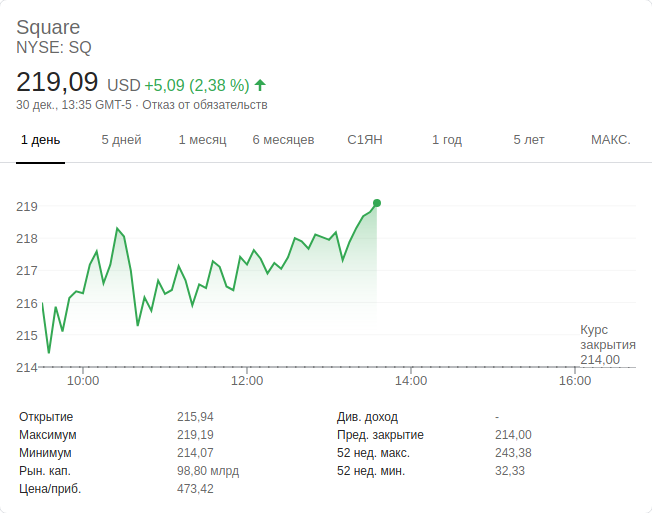 Square
NYSE: SQ
219,09 USD +5,09 (2,38 %)
30 дек., 13:35 GMT-5 · Отказ от обязательств
1 день 5 дней 1 месяц 6 месяцев С1ЯН 1 год 5 лет МАКС.
219
218
217
216
215
214
Курс
закрытия
214,00
10:00 12:00 14:00 16:00
Открытие 215,94 Див. доход -
Максимум 219,19 Пред. закрытие 214,00
Минимум 214,07 52 нед. макс. 243,38
Рын. кап. 98,80 млрд 52 нед. мин. 32,33
Цена/приб. 473,42